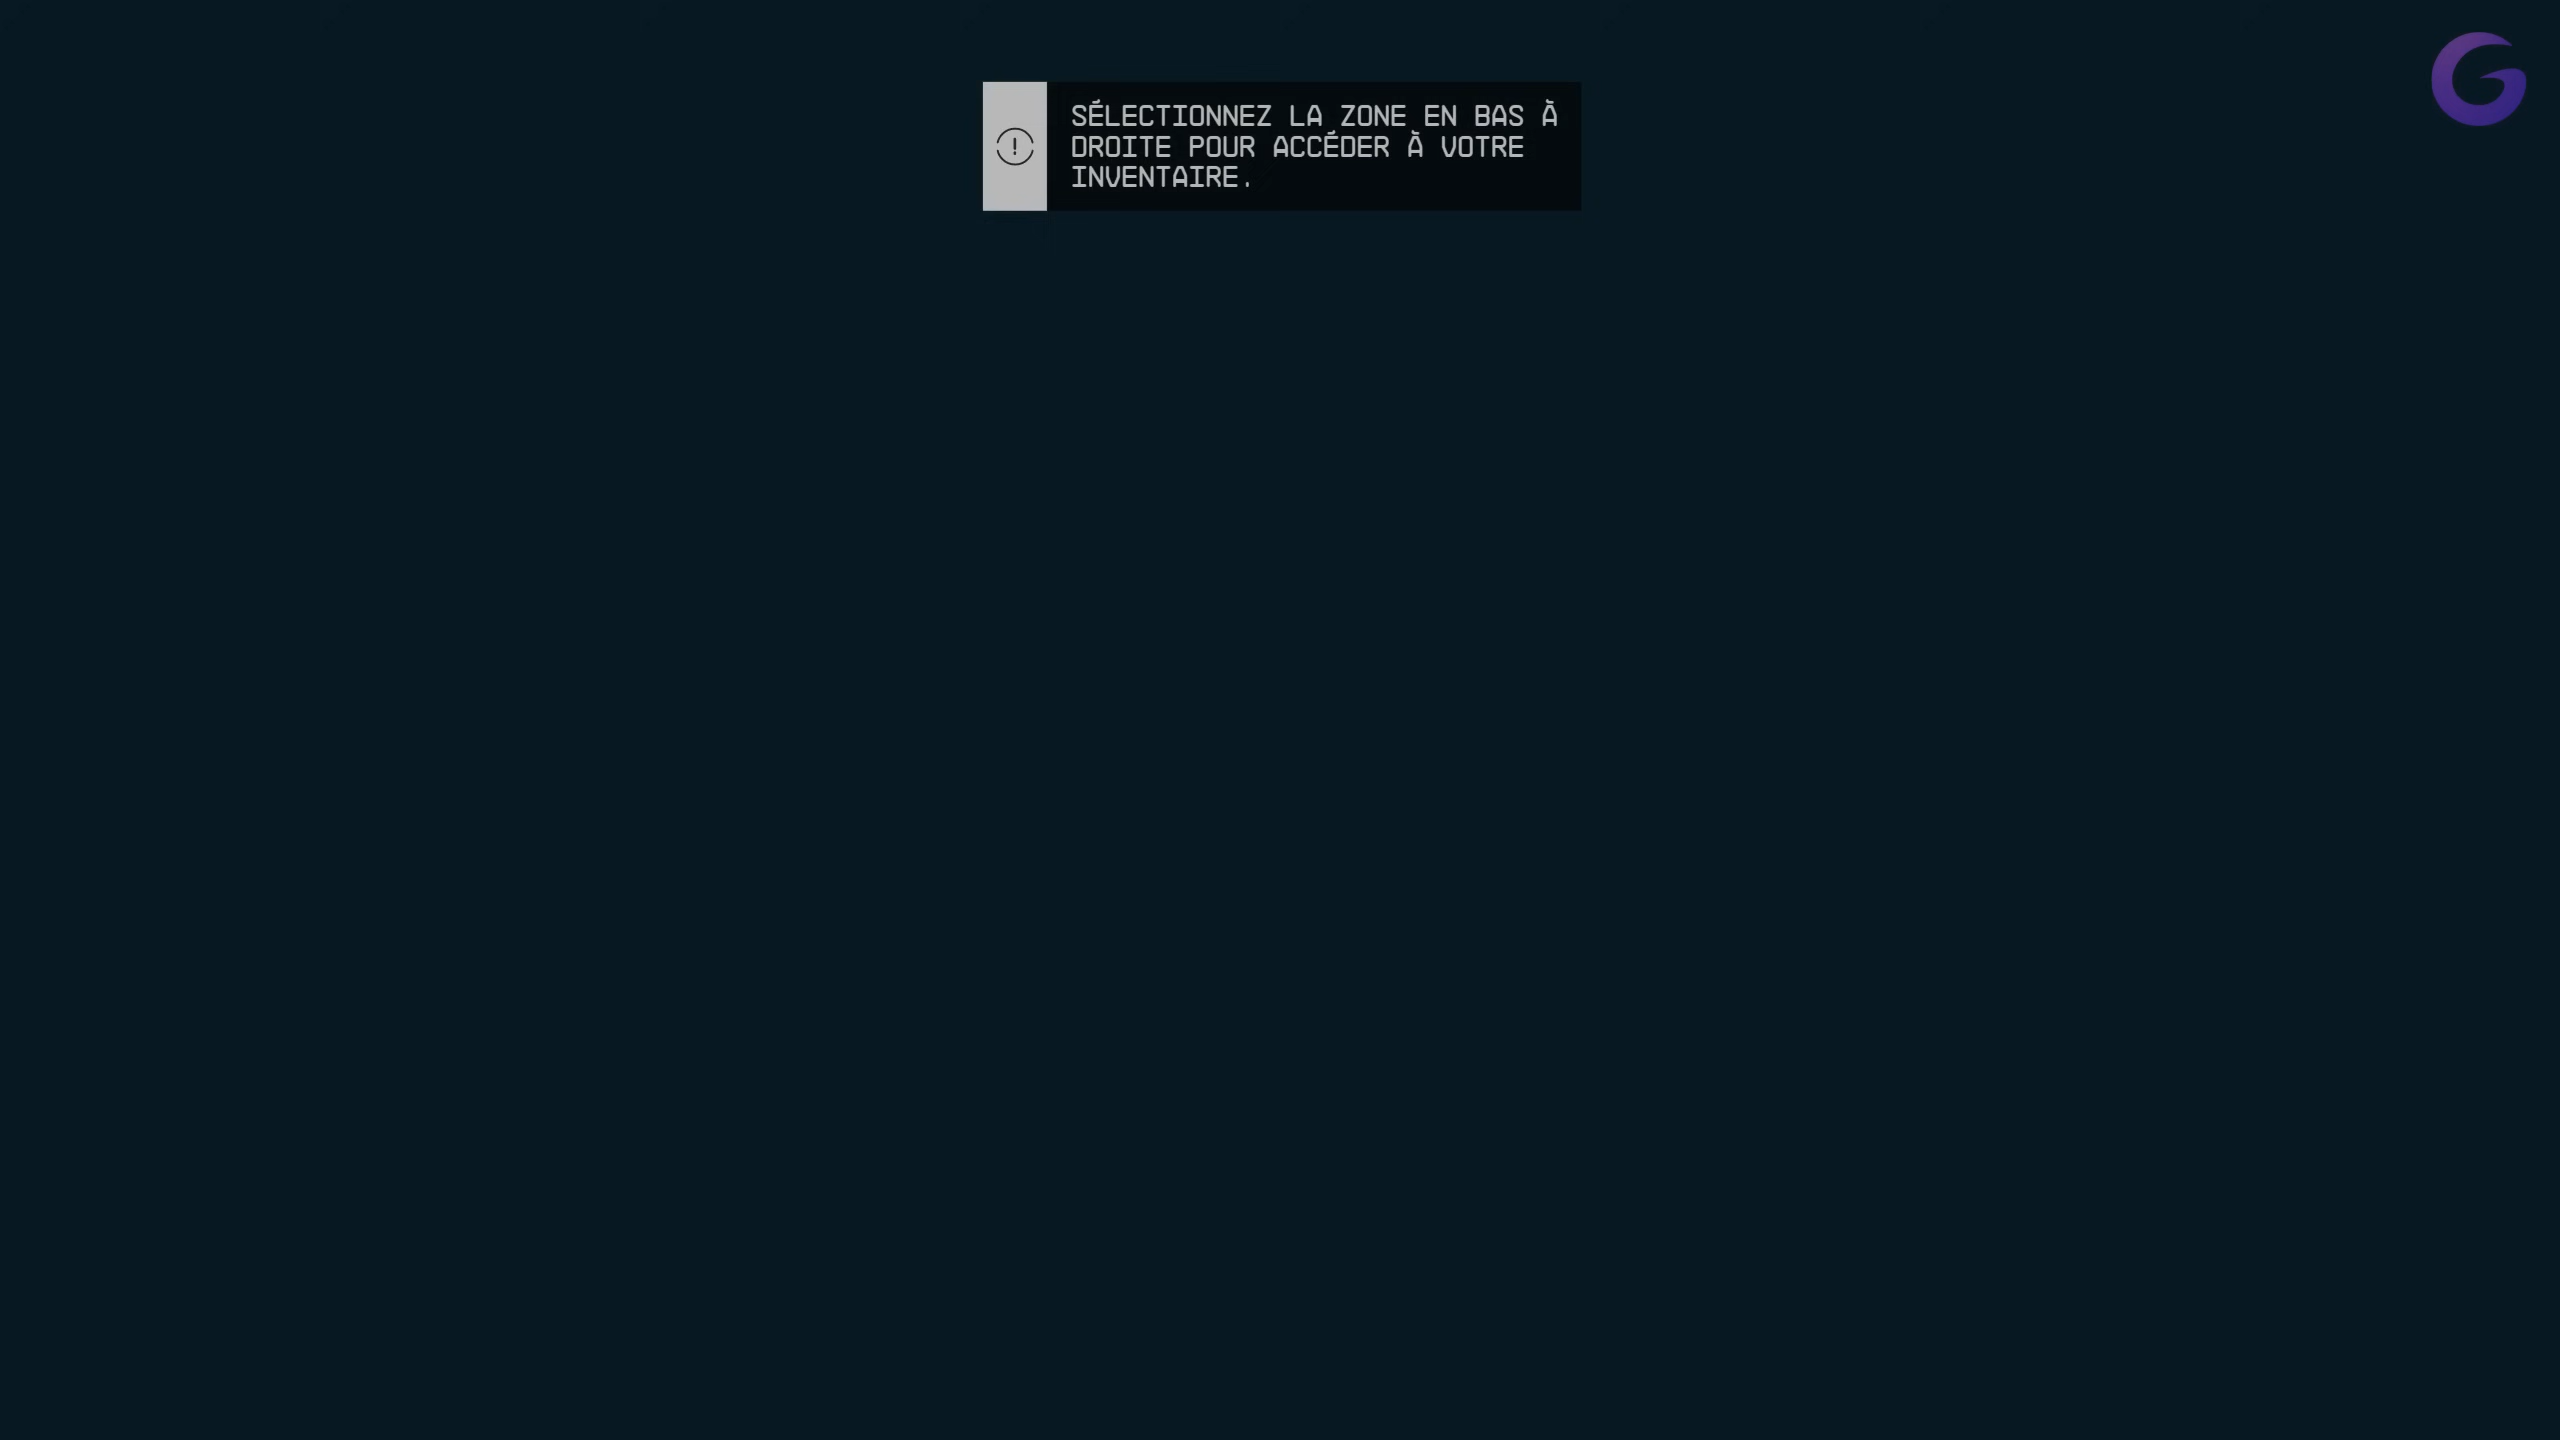 SÉLECTIONNEZ LA ZONE EN BAS À
DROITE POUR ACCÉDER À VOTRE
INVENTAIRE.